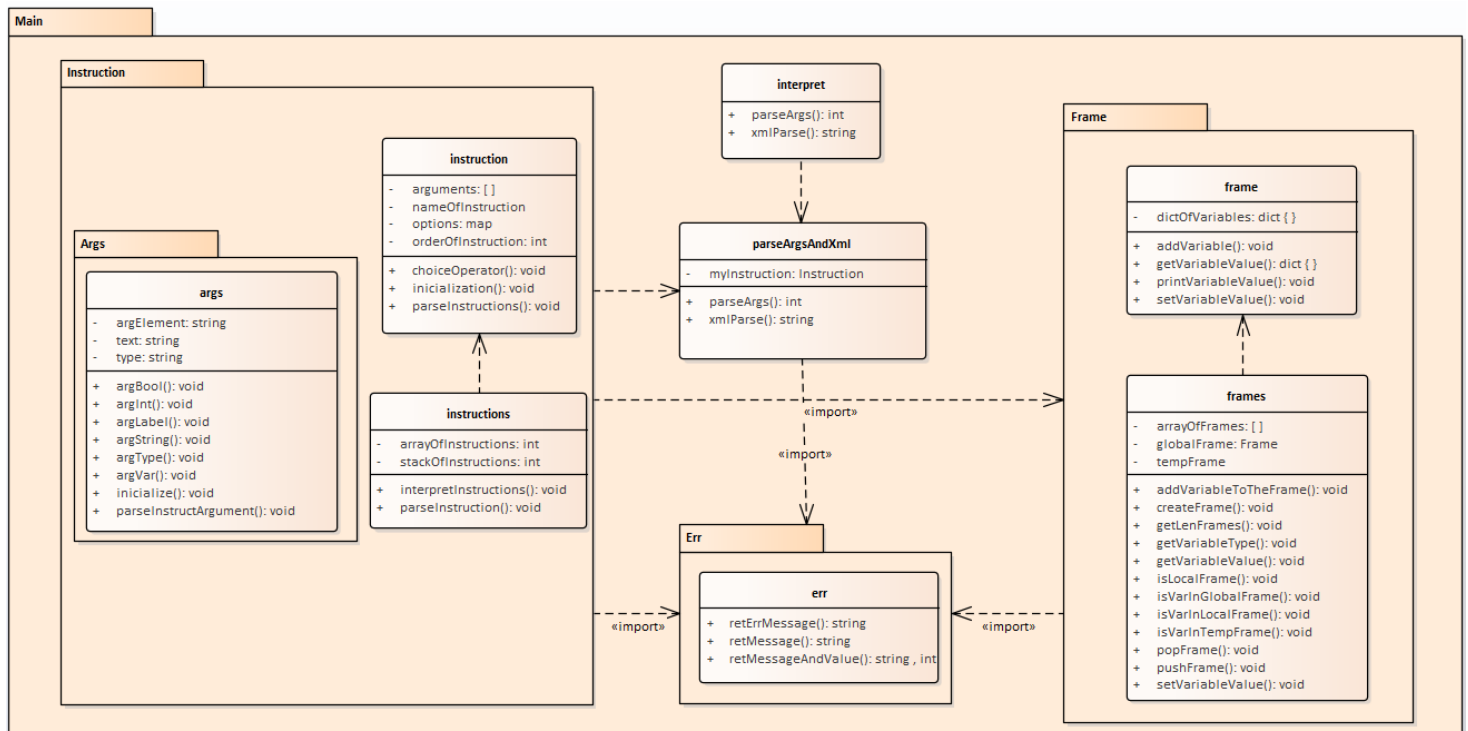 Main
Instruction
instruction
- arguments: [ ]
- nameOfInstruction
- options: map
- orderOfInstruction: int
+ choiceOperator(): void
+ inicialization(): void
+ parseInstructions(): void
Args
args
- argElement: string
- text: string
- type: string
+ argBool(): void
+ argInt(): void
+ argLabel(): void
+ argString(): void
+ argType(): void
+ argVar(): void
+ inicialize(): void
+ parseInstructArgument(): void
instructions
- arrayOfInstructions: int
- stackOfInstructions: int
+ interpretInstructions(): void
+ parseInstruction(): void
interpret
+ parseArgs(): int
+ xmlParse(): string
parseArgsAndXml
- myInstruction: Instruction
+ parseArgs(): int
+ xmlParse(): string
«import»
«import»
Err
err
+ retErrMessage(): string
+ retMessage(): string
+ retMessageAndValue(): string , int
«import»
«import»
Frame
frame
- dictOfVariables: dict { }
+ addVariable(): void
+ getVariableValue(): dict { }
+ printVariableValue(): void
+ setVariableValue(): void
frames
- arrayOfFrames: [ ]
- globalFrame: Frame
- tempFrame
+ addVariableToTheFrame(): void
+ createFrame(): void
+ getLenFrames(): void
+ getVariableType(): void
+ getVariableValue(): void
+ isLocalFrame(): void
+ isVarInGlobalFrame(): void
+ isVarInLocalFrame(): void
+ isVarInTempFrame(): void
+ popFrame(): void
+ pushFrame(): void
+ setVariableValue(): void